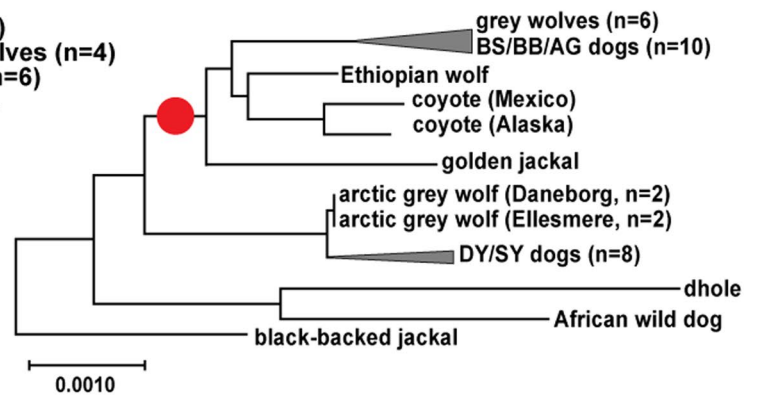 )
lves (n=4)
n=6)
grey wolves (n=6)
BS/BB/AG dogs (n=10)
Ethiopian wolf
coyote (Mexico)
coyote (Alaska)
golden jackal
arctic grey wolf (Daneborg, n=2)
arctic grey wolf (Ellesmere, n=2)
DY/SY dogs (n=8)
dhole
African wild dog
black-backed jackal
0.0010